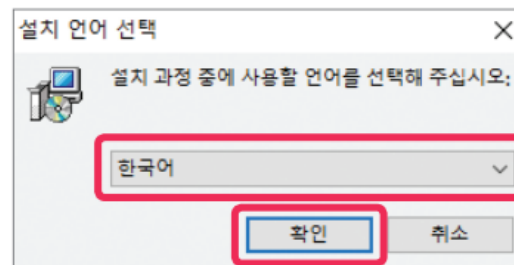 설치 언어 선택
설치 과정 중에 사용할 언어를 선택해 주십시오:
한국어
확인 취소